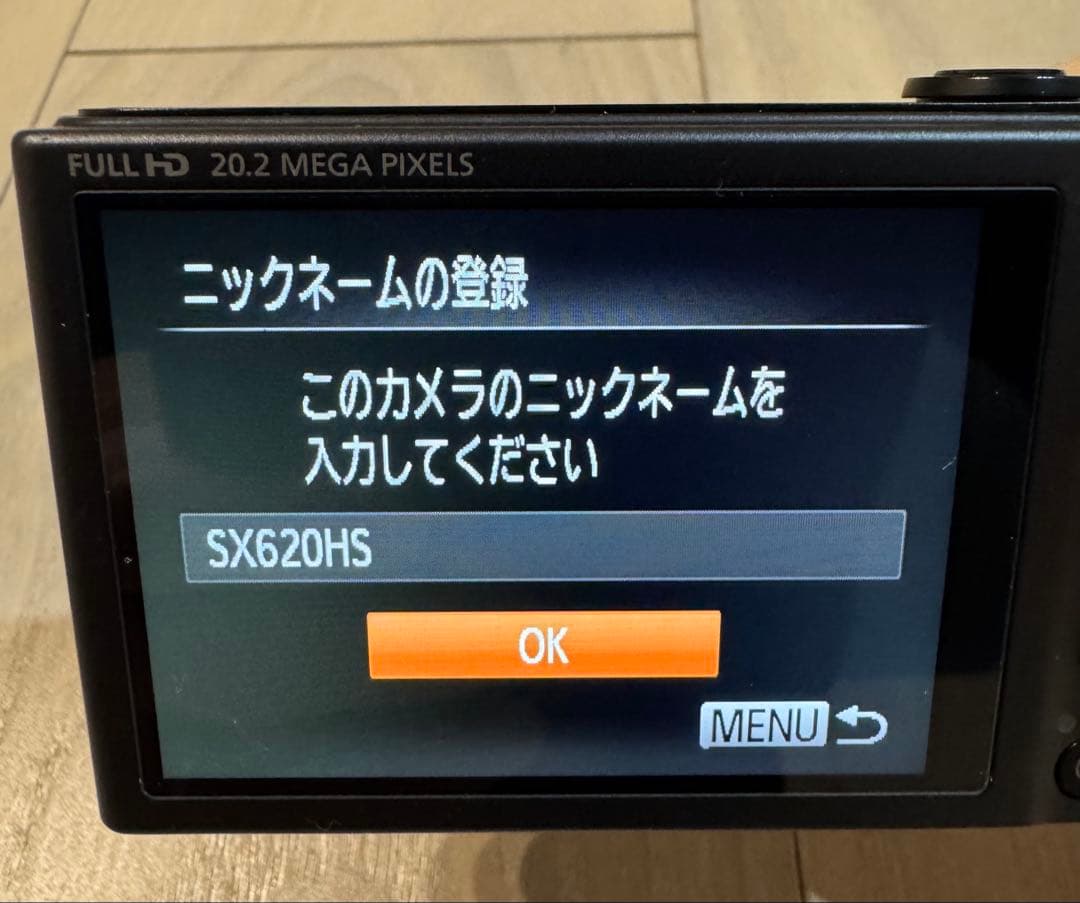 FULL HD 20.2 MEGA PIXELS
ニックネームの登録
このカメラのニックネームを
入力してください
SX620HS
OK
MENU